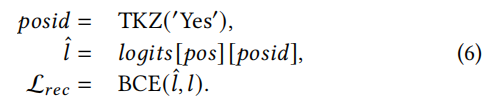 posid = TKZ('Yes'),
l̂ = logits[pos][posid], (6)
ℒrec = BCE(l̂, l).